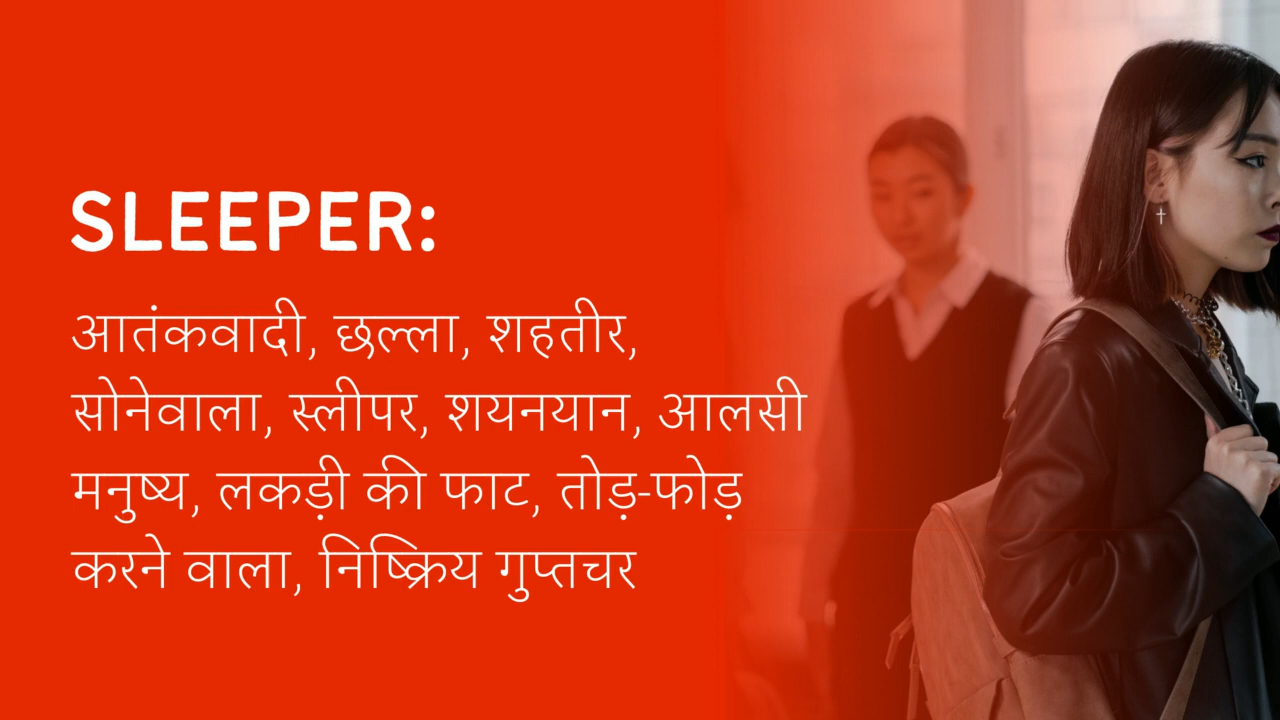 SLEEPER:
आतंकवादी, छल्ला, शहतीर,
सोनेवाला, स्लीपर, शयनयान, आलसी
मनुष्य, लकड़ी की फाट, तोड़-फोड़
करने वाला, निष्क्रिय गुप्तचर